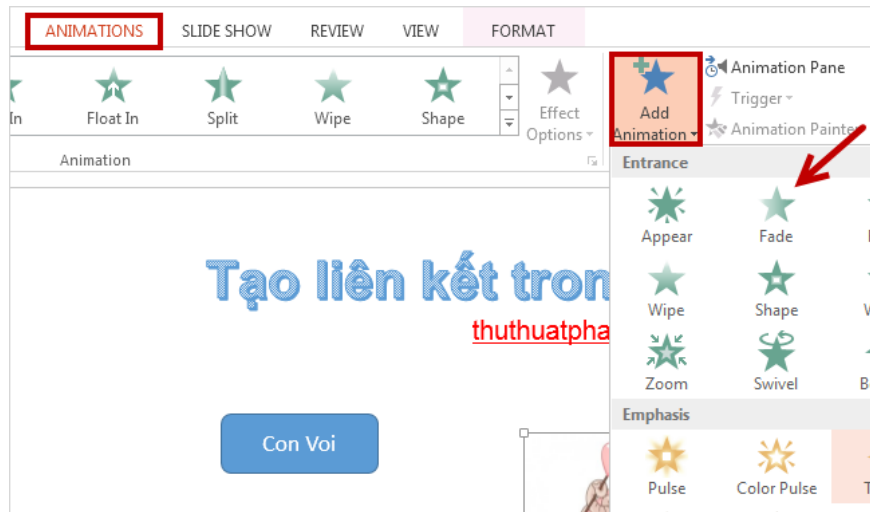 ANIMATIONS SLIDE SHOW REVIEW VIEW FORMAT
In Float In Split Wipe Shape
Effect Options
Add Animation
Animation Pane
Trigger
Animation Painter
Animation
Entrance
Appear Fade
Wipe Shape
Zoom Swivel
Emphasis
Pulse Color Pulse
Tạo liên kết tron
thuthuatpha
Con Voi